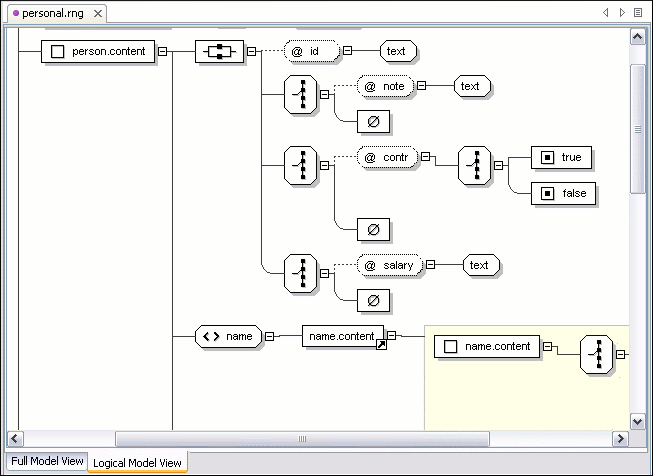 personal.rng
person.content
@ id
text
@ note
text
Ø
@ contr
true
false
Ø
@ salary
text
Ø
<> name
name.content
name.content
Full Model View
Logical Model View